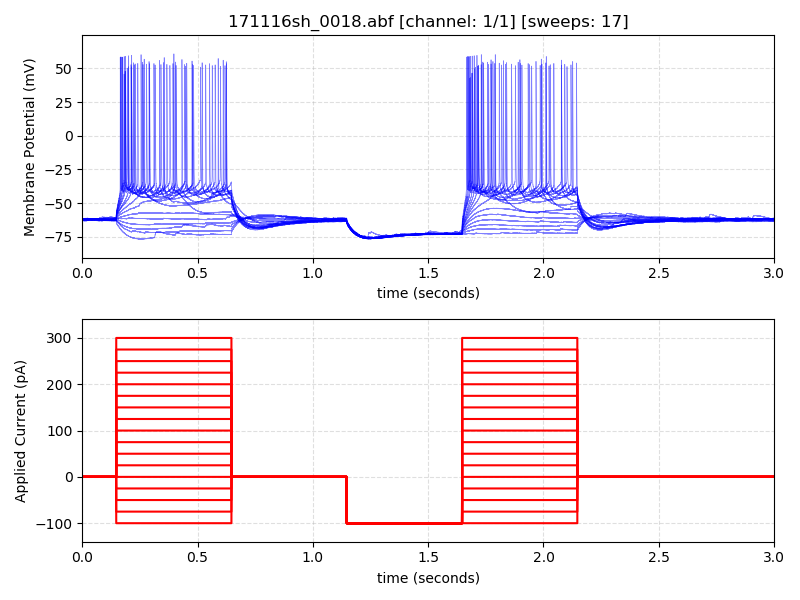 171116sh_0018.abf [channel: 1/1] [sweeps: 17]
Membrane Potential (mV)
50
25
0
−25
−50
−75
0.0 0.5 1.0 1.5 2.0 2.5 3.0
time (seconds)
Applied Current (pA)
300
200
100
0
−100
0.0 0.5 1.0 1.5 2.0 2.5 3.0
time (seconds)